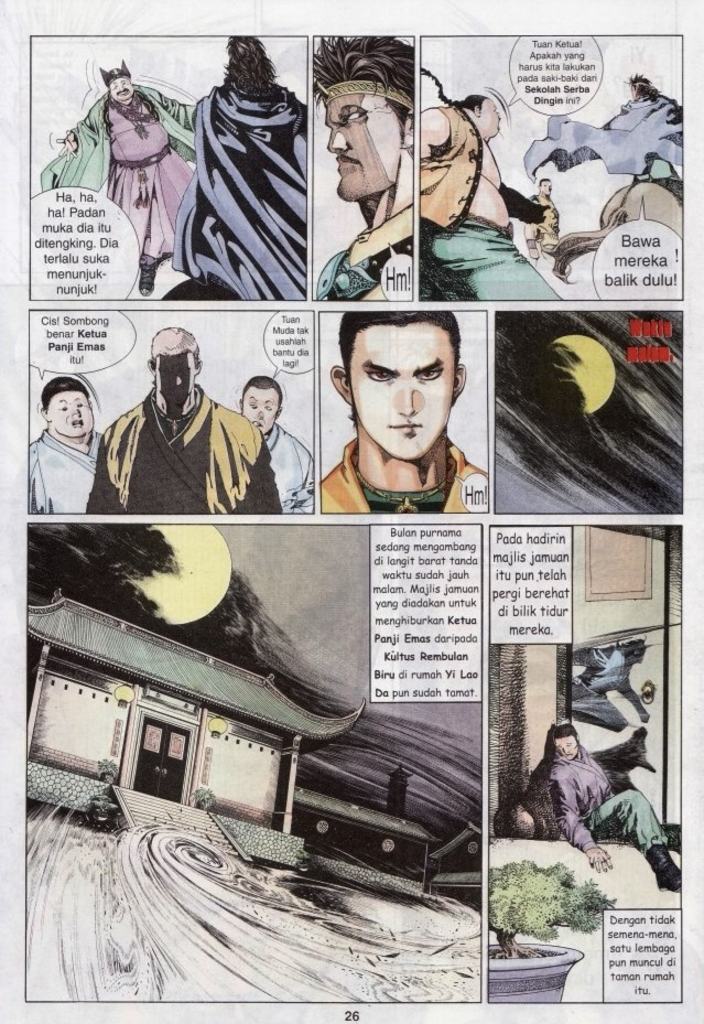 Ha, ha,
ha! Padan
muka dia itu
ditengking. Dia
terlalu suka
menunjuk-
nunjuk!
Hm!
Tuan Ketua!
Apakah yang
harus kita lakukan
pada saki-baki dari
Sekolah Serba
Dingin ini?
Bawa
mereka
balik dulu!
!
Cis! Sombong
benar Ketua
Panji Emas
itu!
Tuan
Muda tak
usahlah
bantu dia
lagi!
Hm!
Waktu
malam.
Bulan purnama
sedang mengambang
di langit barat tanda
waktu sudah jauh
malam. Majlis jamuan
yang diadakan untuk
menghiburkan Ketua
Panji Emas daripada
Kultus Rembulan
Biru di rumah Yi Lao
Da pun sudah tamat.
Pada hadirin
majlis jamuan
itu pun telah
pergi berehat
di bilik tidur
mereka.
Dengan tidak
semena-mena,
satu lembaga
pun muncul di
taman rumah
itu.
26